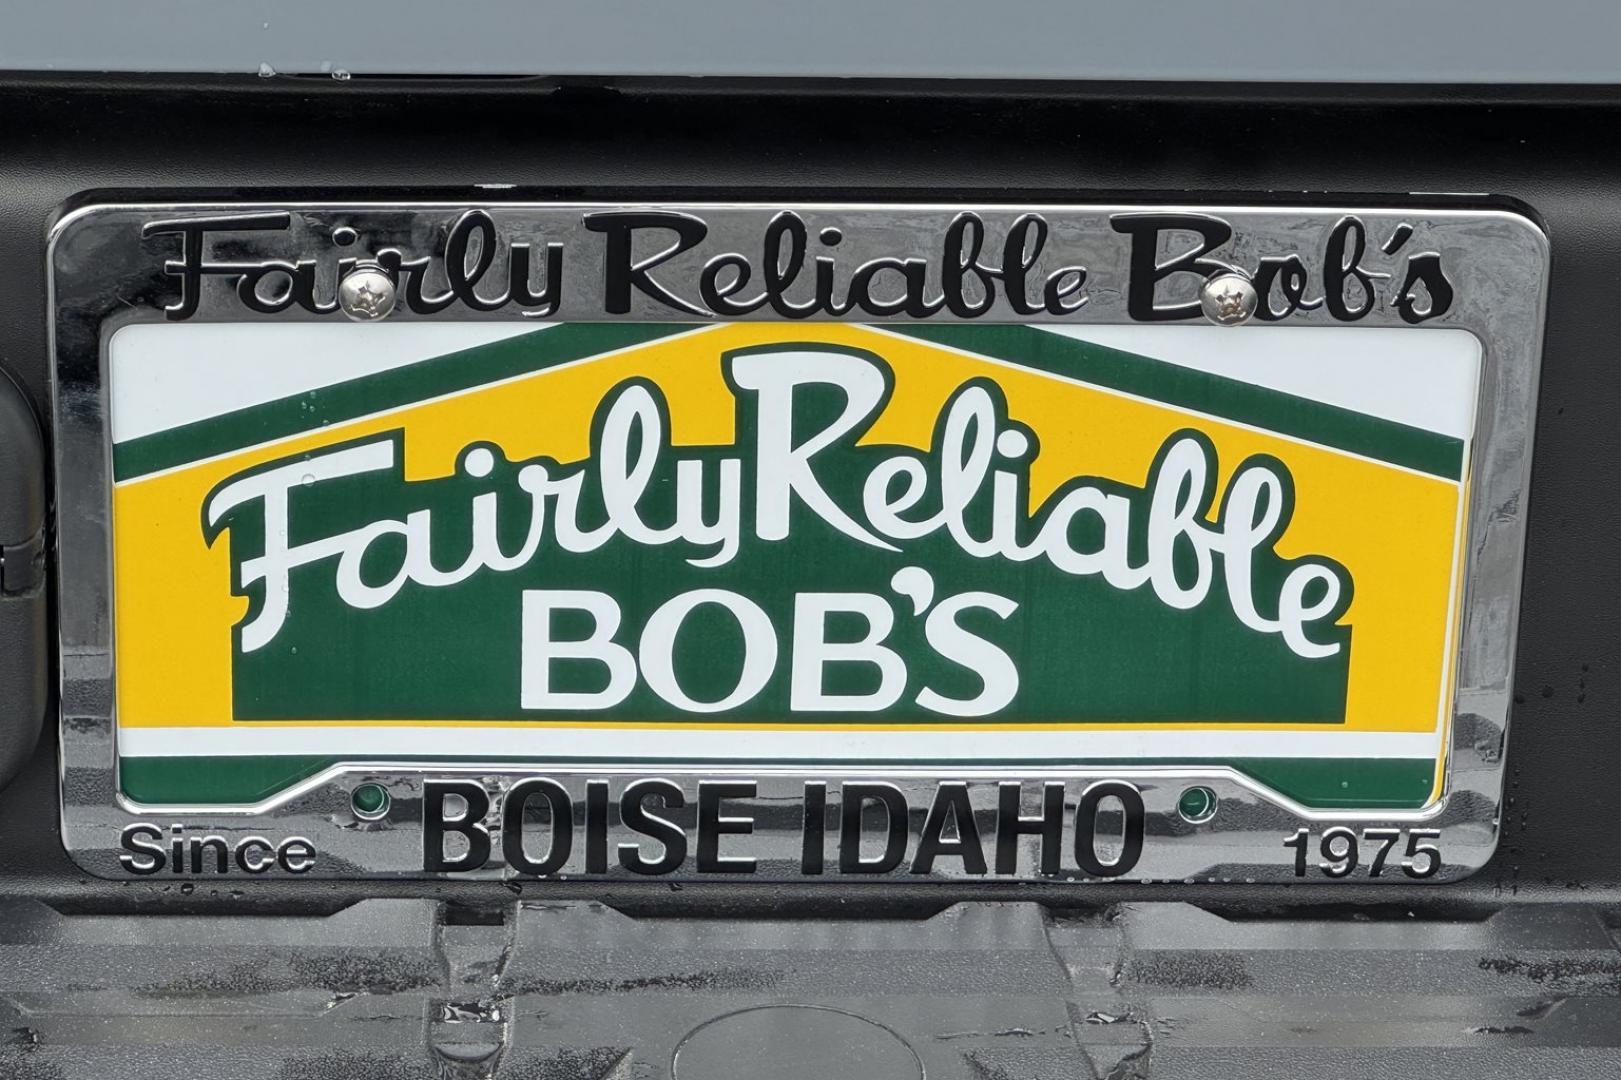 Fairly Reliable Bob's
Fairly Reliable
BOB'S
Since BOISE IDAHO 1975